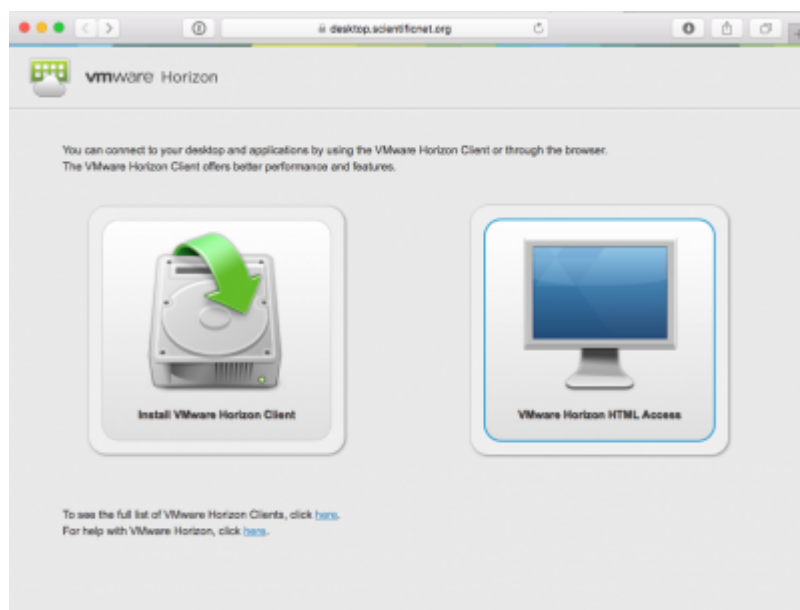 desktop.scientificnet.org
vmware Horizon
You can connect to your desktop and applications by using the VMware Horizon Client or through the browser.
The VMware Horizon Client offers better performance and features.
Install VMware Horizon Client
VMware Horizon HTML Access
To see the full list of VMware Horizon Clients, click here.
For help with VMware Horizon, click here.